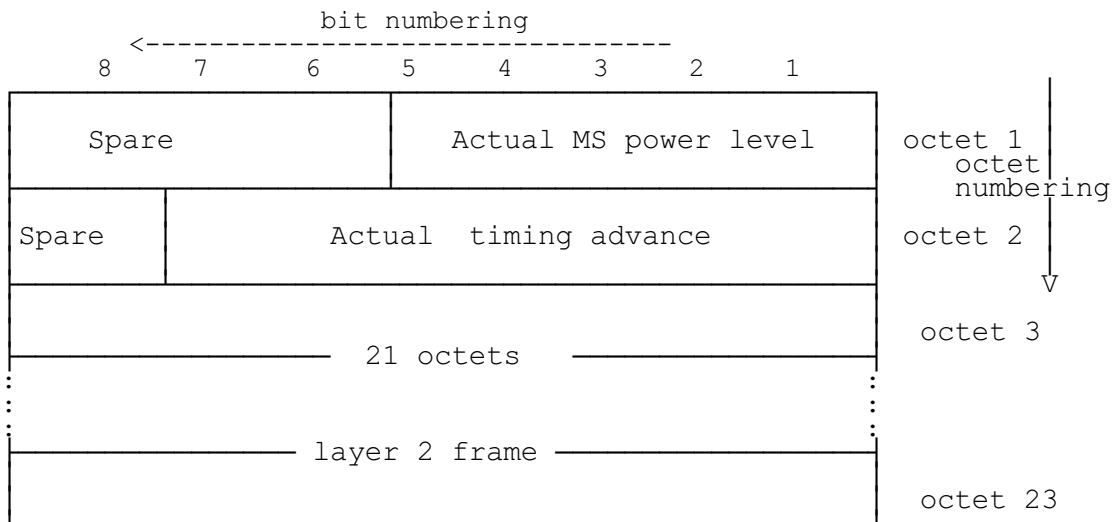 bit numbering
<---------------------------------
8 7 6 5 4 3 2 1
Spare Actual MS power level octet 1
octet
numbering
Spare Actual timing advance octet 2
V
octet 3
21 octets
:
:
:
layer 2 frame
octet 23